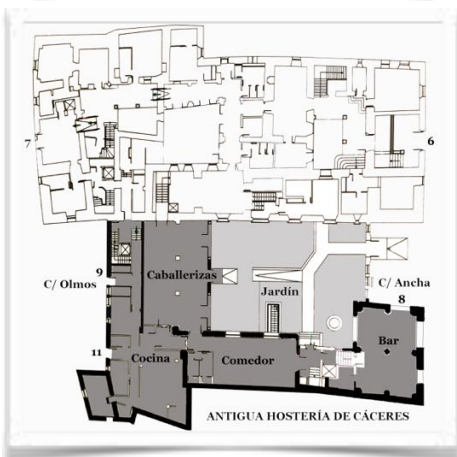 7
6
9
Caballerizas
C/ Olmos
Jardín
C/ Ancha
8
Bar
11
Cocina
Comedor
ANTIGUA HOSTERÍA DE CÁCERES